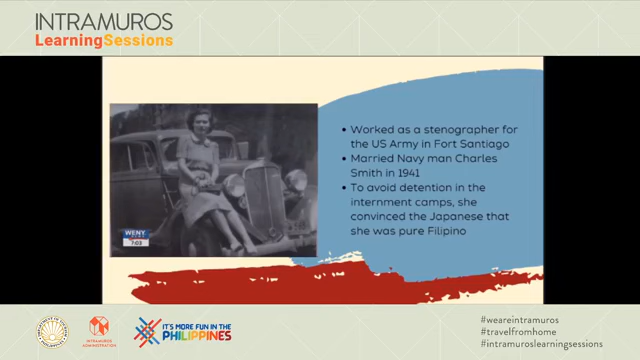 INTRAMUROS
LearningSessions
• Worked as a stenographer for
the US Army in Fort Santiago
• Married Navy man Charles
Smith in 1941
• To avoid detention in the
internment camps, she
convinced the Japanese that
she was pure Filipino
WENY
7:03
INTRAMUROS
ADMINISTRATION
IT'S MORE FUN IN THE
PHILIPPINES
#weareintramuros
#travelfromhome
#intramuroslearningsessions